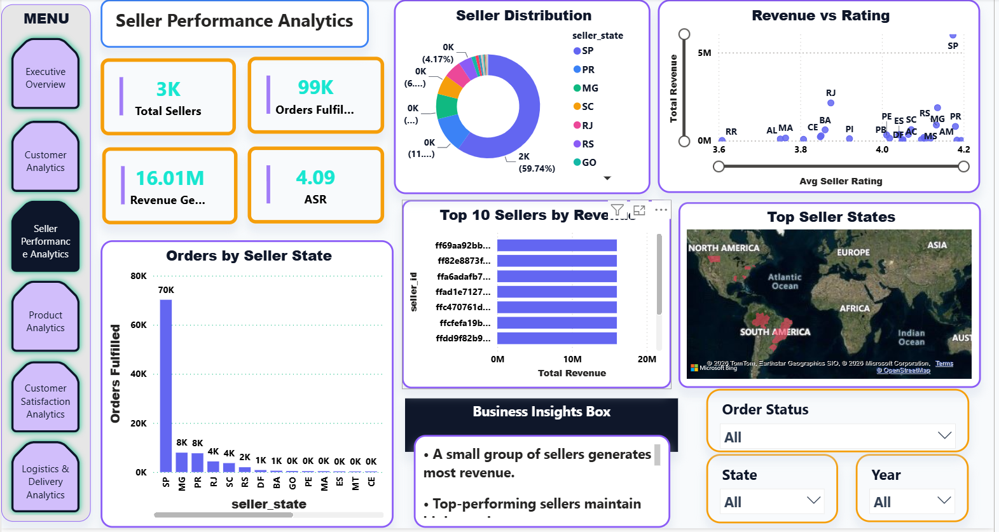 MENU
Executive
Overview
Customer
Analytics
Seller
Performanc
e Analytics
Product
Analytics
Customer
Satisfaction
Analytics
Logistics &
Delivery
Analytics
Seller Performance Analytics
3K
Total Sellers
99K
Orders Fulfil...
16.01M
Revenue Ge...
4.09
ASR
Seller Distribution
0K
(4.17%)
0K
(6....)
0K
(...)
0K
(11....)
2K
(59.74%)
seller_state
SP
PR
MG
SC
RJ
RS
GO
Revenue vs Rating
Total Revenue
5M
0M
SP
RJ
RR
AL
MA
CE
BA
PI
PE
PB
ES
DF
SC
AC
RS
MG
MS
AM
PR
3.6
3.8
4.0
4.2
Avg Seller Rating
Orders by Seller State
Orders Fulfilled
80K
60K
40K
20K
0K
70K
8K
8K
4K
4K
2K
1K
1K
0K
0K
0K
0K
0K
0K
SP
MG
PR
RJ
SC
RS
DF
BA
GO
PE
MA
ES
MT
CE
seller_state
Top 10 Sellers by
seller_id
ff69aa92bb...
ff82e8873f...
ffa6adafb7...
ffad1e7127...
ffc470761d...
ffcfefa19b...
ffdd9f82b9...
0M
10M
20M
Total Revenue
Top Seller States
NORTH AMERICA
EUROPE
ASIA
Atlantic
Ocean
AFRICA
SOUTH AMERICA
Indian
Ocean
AUST
© 2026 TomTom, Earthstar Geographics SIO, © 2026 Microsoft Corporation, Terms
Microsoft Bing
© OpenStreetMap
Business Insights Box
• A small group of sellers generates
most revenue.
• Top-performing sellers maintain
Order Status
All
State
All
Year
All